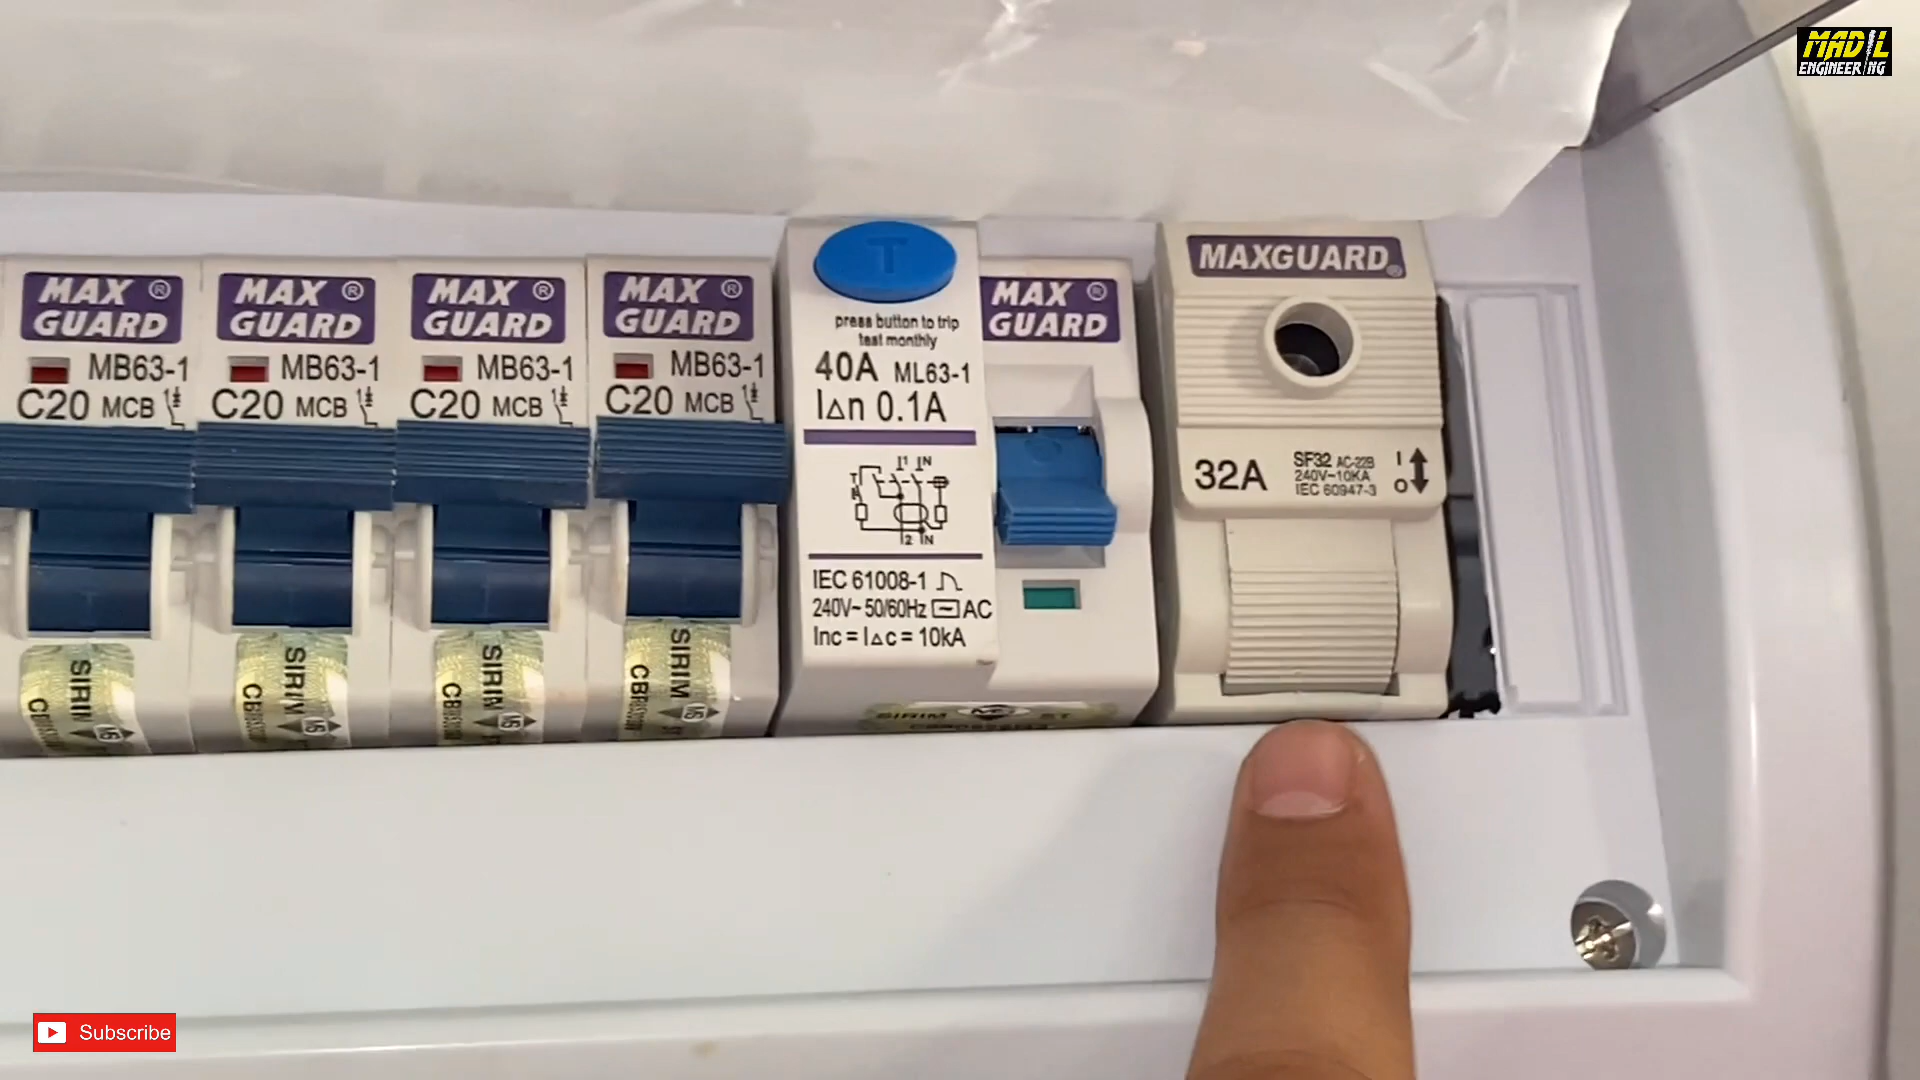 MADIL
ENGINEERING
MAX ®
GUARD
MB63-1
C20 MCB
SIRIM
MAX ®
GUARD
MB63-1
C20 MCB
SIRIM
MAX ®
GUARD
MB63-1
C20 MCB
SIRIM
MAX ®
GUARD
MB63-1
C20 MCB
SIRIM
T
press button to trip
test monthly
40A ML63-1
I∆n 0.1A
1 N
T
2 N
IEC 61008-1
240V~ 50/60Hz AC
Inc = I∆c = 10kA
MAX ®
GUARD
SIRIM
MAXGUARD®
32A
SF32 AC-22B
240V~10KA
IEC 60947-3
I
O
Subscribe